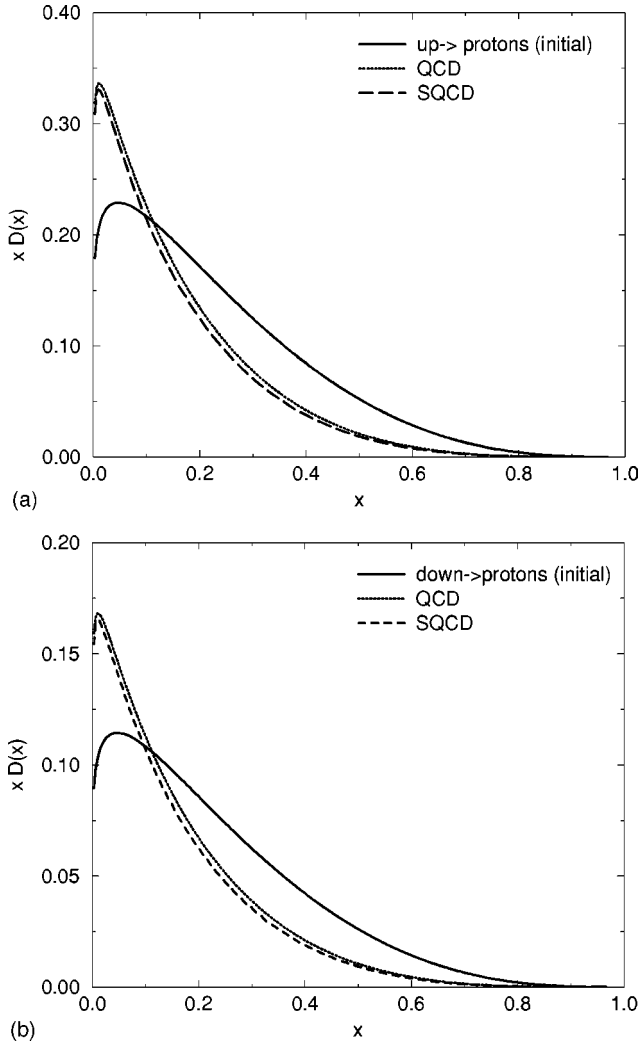 0.40
up-> protons (initial)
QCD
SQCD
0.30
x D(x)
0.20
0.10
0.00
0.0 0.2 0.4 0.6 0.8 1.0
(a) x
0.20
down->protons (initial)
QCD
SQCD
0.15
x D(x)
0.10
0.05
0.00
0.0 0.2 0.4 0.6 0.8 1.0
(b) x